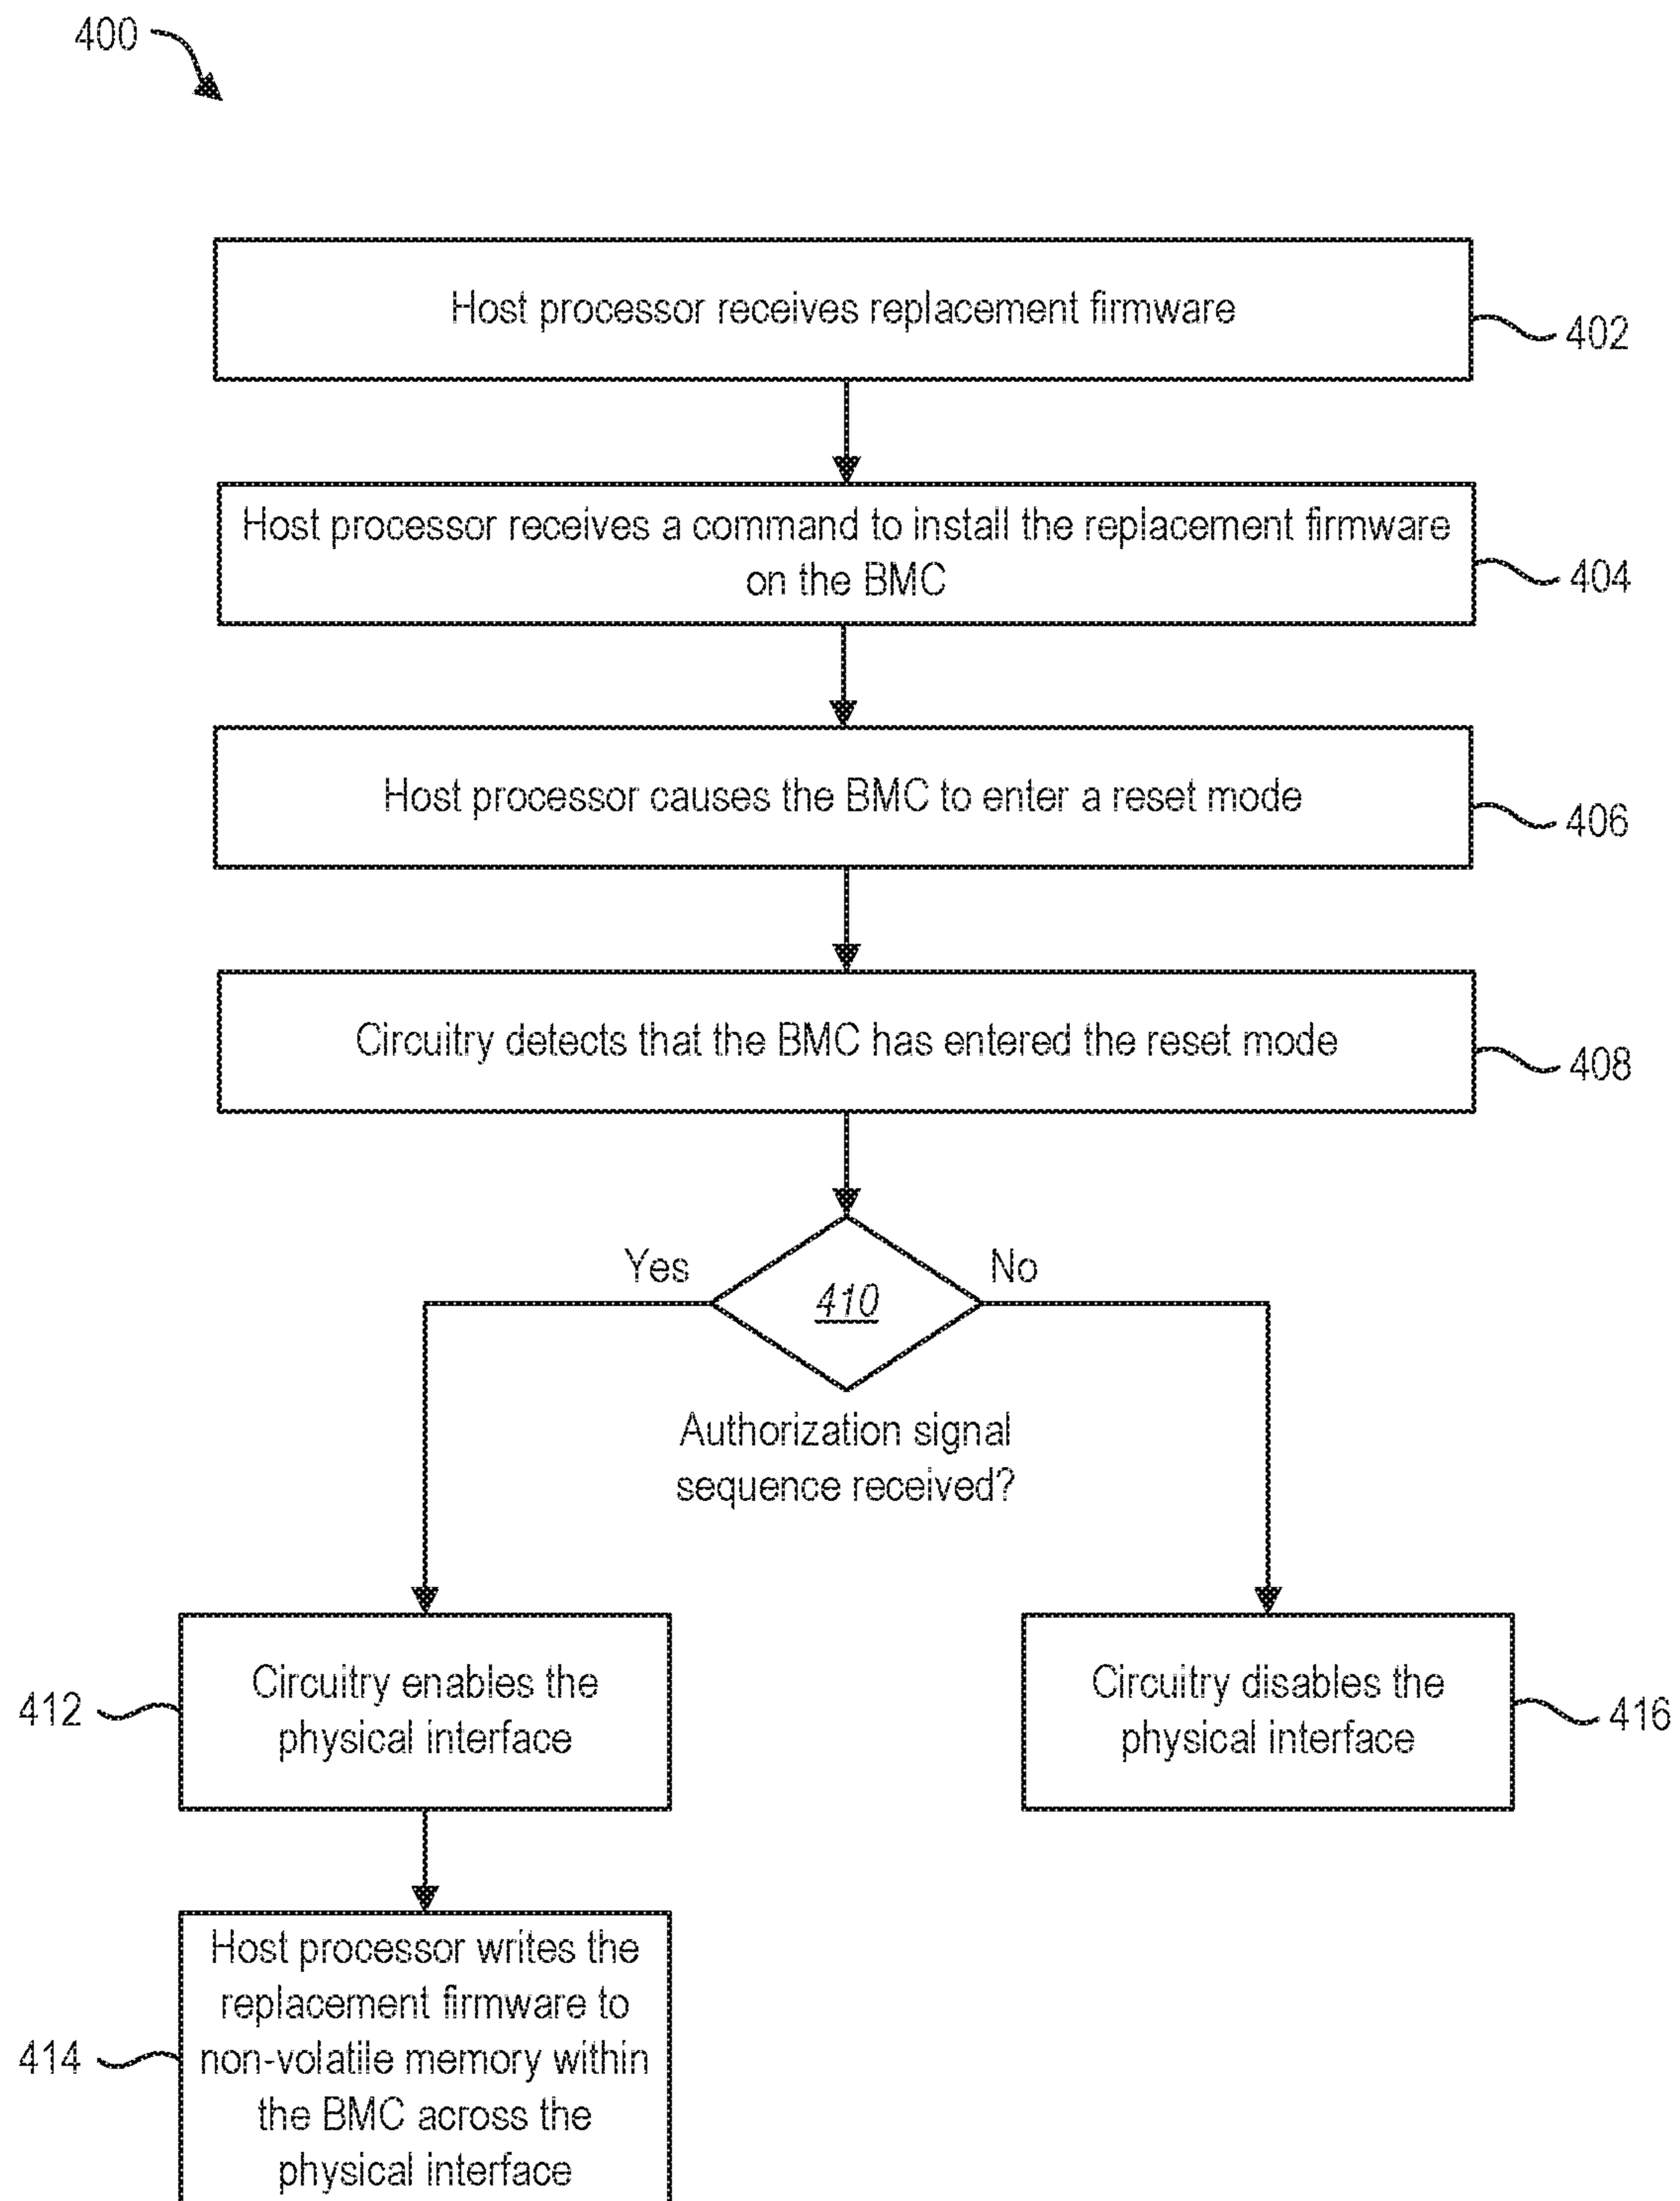 400
Host processor receives replacement firmware
402
Host processor receives a command to install the replacement firmware
on the BMC
404
Host processor causes the BMC to enter a reset mode
406
Circuitry detects that the BMC has entered the reset mode
408
Yes
410
No
Authorization signal
sequence received?
Circuitry enables the
physical interface
412
Circuitry disables the
physical interface
416
Host processor writes the
replacement firmware to
non-volatile memory within
the BMC across the
physical interface
414